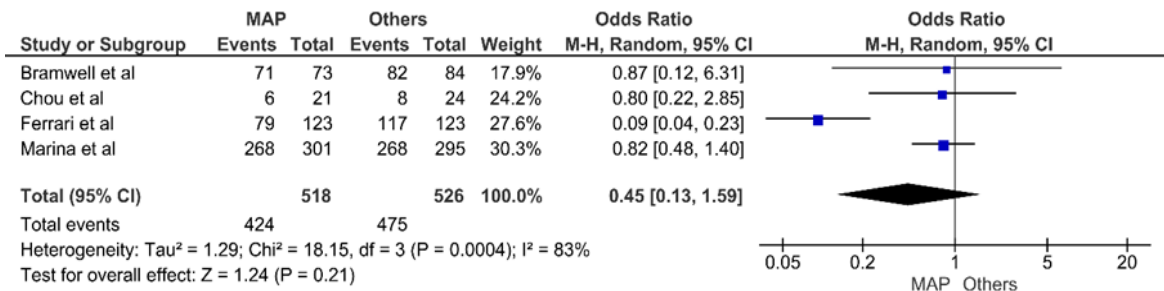 MAP Others Odds Ratio Odds Ratio
Study or Subgroup Events Total Events Total Weight M-H, Random, 95% CI M-H, Random, 95% CI
Bramwell et al 71 73 82 84 17.9% 0.87 [0.12, 6.31]
Chou et al 6 21 8 24 24.2% 0.80 [0.22, 2.85]
Ferrari et al 79 123 117 123 27.6% 0.09 [0.04, 0.23]
Marina et al 268 301 268 295 30.3% 0.82 [0.48, 1.40]
Total (95% CI) 518 526 100.0% 0.45 [0.13, 1.59]
Total events 424 475
Heterogeneity: Tau² = 1.29; Chi² = 18.15, df = 3 (P = 0.0004); I² = 83%
Test for overall effect: Z = 1.24 (P = 0.21)
0.05 0.2 1 5 20
MAP Others